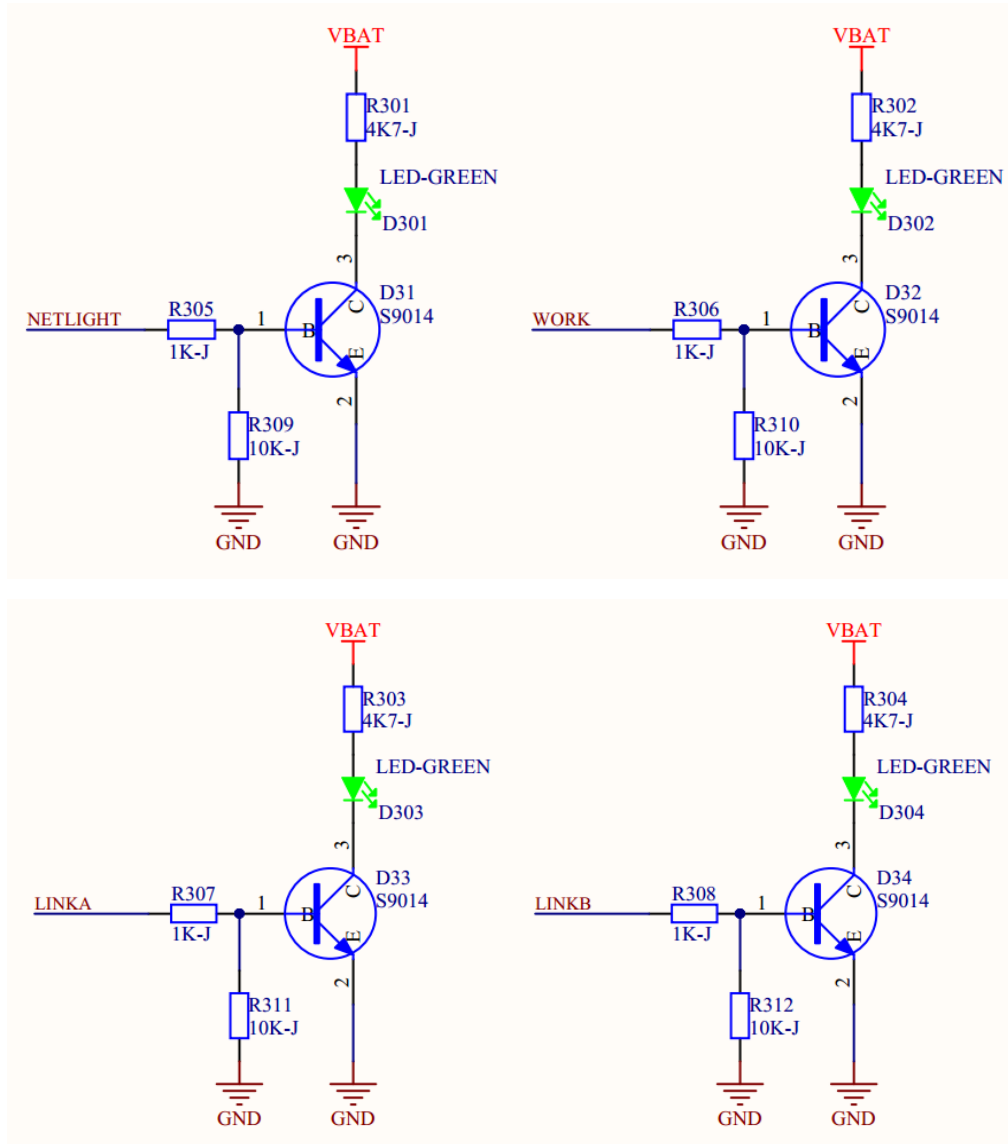 VBAT
R301
4K7-J
LED-GREEN
D301
3
D31
S9014
C
B
E
NETLIGHT
R305
1K-J
1
2
R309
10K-J
GND
GND
VBAT
R302
4K7-J
LED-GREEN
D302
3
D32
S9014
C
B
E
WORK
R306
1K-J
1
2
R310
10K-J
GND
GND
VBAT
R303
4K7-J
LED-GREEN
D303
3
D33
S9014
C
B
E
LINKA
R307
1K-J
1
2
R311
10K-J
GND
GND
VBAT
R304
4K7-J
LED-GREEN
D304
3
D34
S9014
C
B
E
LINKB
R308
1K-J
1
2
R312
10K-J
GND
GND